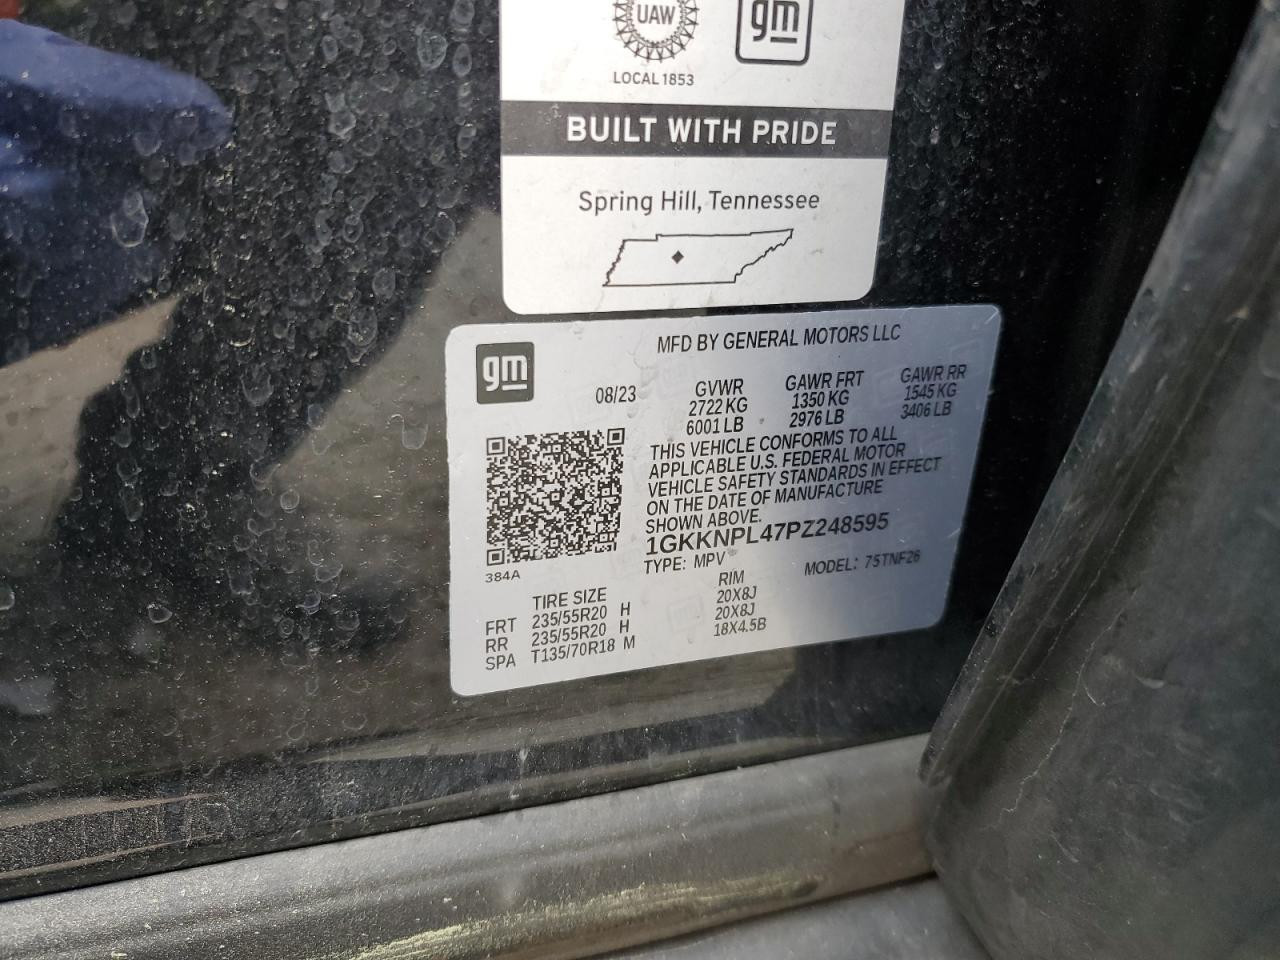 UAW
gm
LOCAL 1853
BUILT WITH PRIDE
Spring Hill, Tennessee
gm
MFD BY GENERAL MOTORS LLC
08/23
GVWR
2722 KG
6001 LB
GAWR FRT
1350 KG
2976 LB
GAWR RR
1545 KG
3406 LB
THIS VEHICLE CONFORMS TO ALL
APPLICABLE U.S. FEDERAL MOTOR
VEHICLE SAFETY STANDARDS IN EFFECT
ON THE DATE OF MANUFACTURE
SHOWN ABOVE.
1GKKNPL47PZ248595
TYPE: MPV
MODEL: 75TNF26
384A
TIRE SIZE RIM
FRT 235/55R20 H 20X8J
RR 235/55R20 H 20X8J
SPA T135/70R18 M 18X4.5B